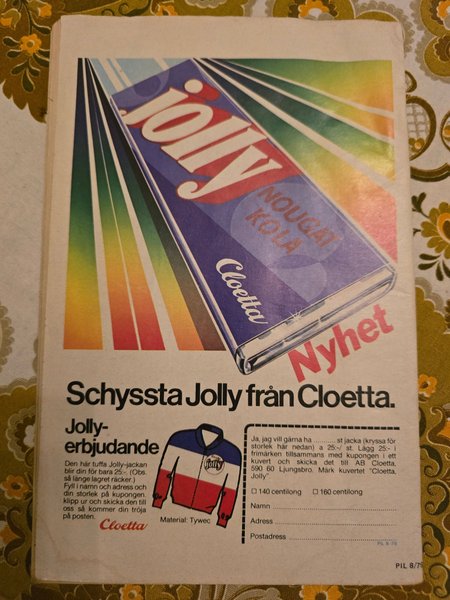 jolly
NOUGAT
KOLA
Cloetta
Nyhet
Schyssta Jolly från Cloetta.
Jolly-
erbjudande
Den här tuffa Jolly-jackan
blir din för bara 25:- (Obs.
så länge lagret räcker.)
Fyll i namn och adress och
din storlek på kupongen.
klipp ur och skicka den till
oss så kommer din tröja
på posten.
Cloetta
jolly
Material: Tywec
Ja, jag vill gärna ha .......... st jacka (kryssa för
storlek här nedan) a 25:- st. Lägg 25:- i
frimärken tillsammans med kupongen i ett
kuvert och skicka det till AB Cloetta,
590 60 Ljungsbro. Märk kuvertet "Cloetta,
Jolly"
☐ 140 centilong ☐ 160 centilong
Namn
Adress
Postadress
PIL 8/79
PIL 8/79